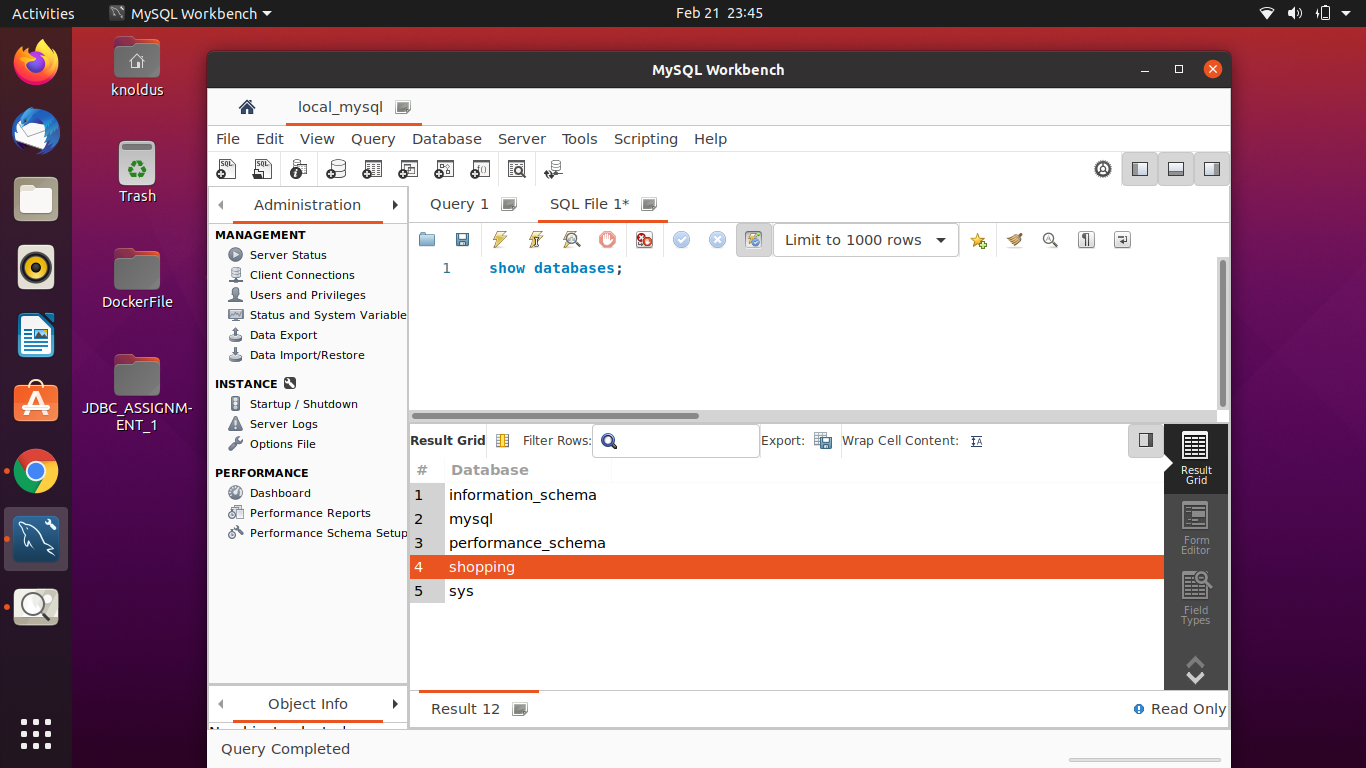 Activities
MySQL Workbench
Feb 21 23:45
knoldus
Trash
DockerFile
JDBC_ASSIGNM-
ENT_1
MySQL Workbench
local_mysql
File Edit View Query Database Server Tools Scripting Help
Administration
MANAGEMENT
Server Status
Client Connections
Users and Privileges
Status and System Variable
Data Export
Data Import/Restore
INSTANCE
Startup / Shutdown
Server Logs
Options File
PERFORMANCE
Dashboard
Performance Reports
Performance Schema Setup
Object Info
Query 1
SQL File 1*
Limit to 1000 rows
1 show databases;
Result Grid
Filter Rows:
Export:
Wrap Cell Content:
# Database
1 information_schema
2 mysql
3 performance_schema
4 shopping
5 sys
Result
Grid
Form
Editor
Field
Types
Result 12
Read Only
Query Completed